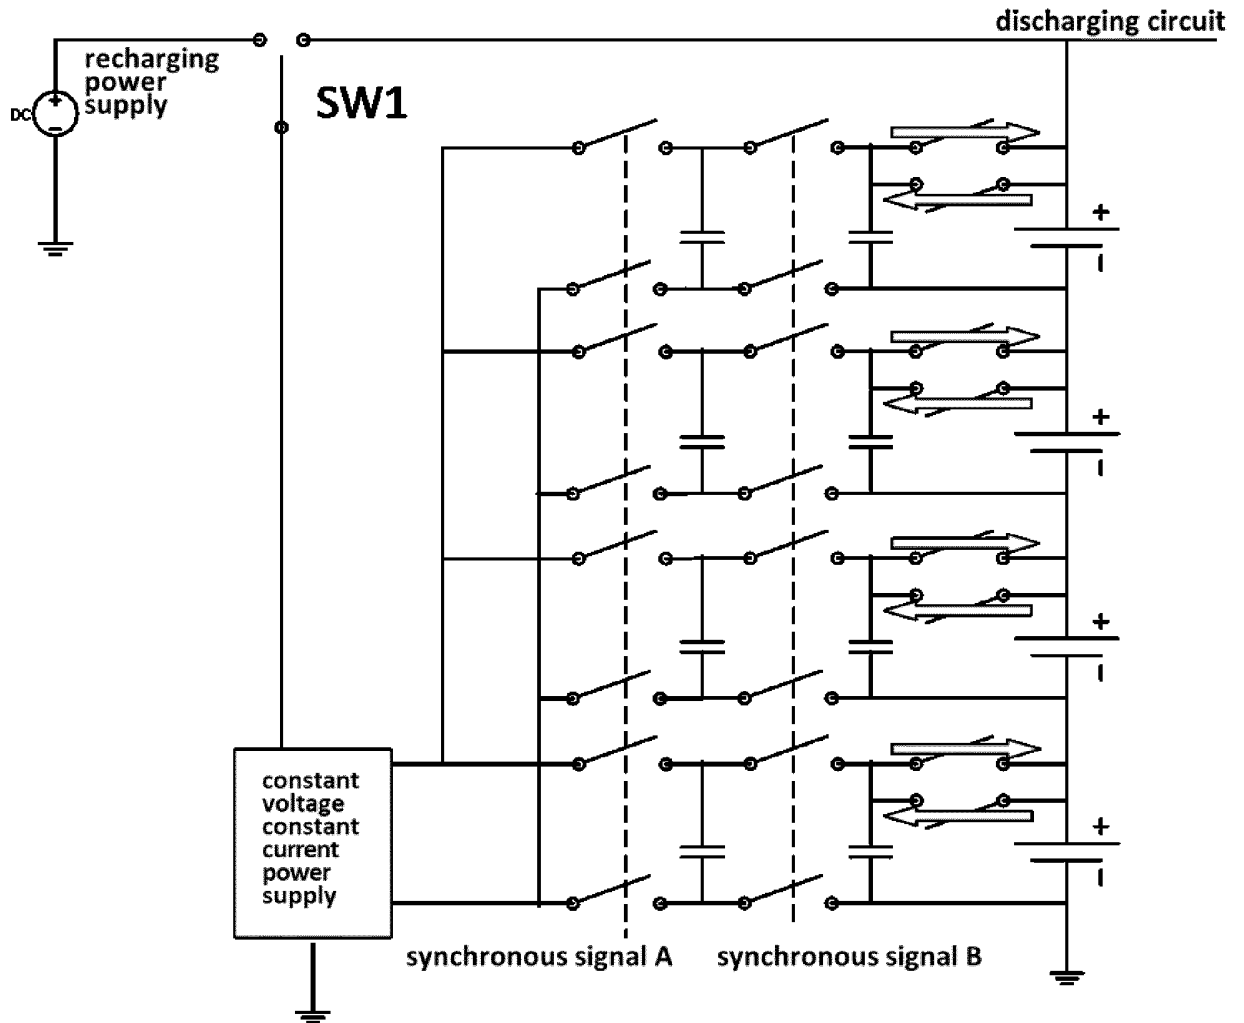 discharging circuit
recharging
power
supply
DC
+
−
SW1
+
−
+
−
+
−
+
−
constant
voltage
constant
current
power
supply
synchronous signal A
synchronous signal B